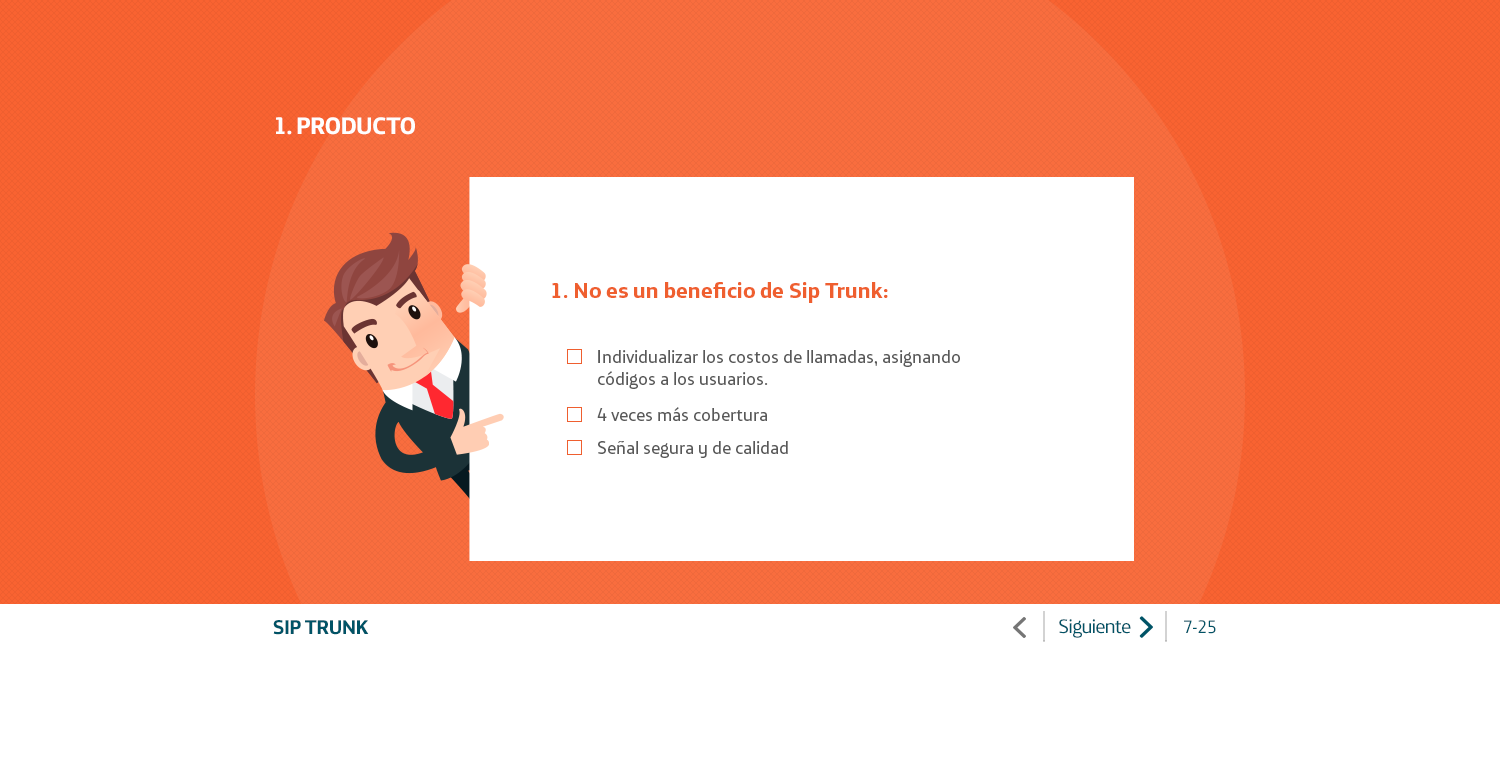 1. PRODUCTO
1. No es un beneficio de Sip Trunk:
Individualizar los costos de llamadas, asignando
códigos a los usuarios.
4 veces más cobertura
Señal segura y de calidad
SIP TRUNK
Siguiente
7-25